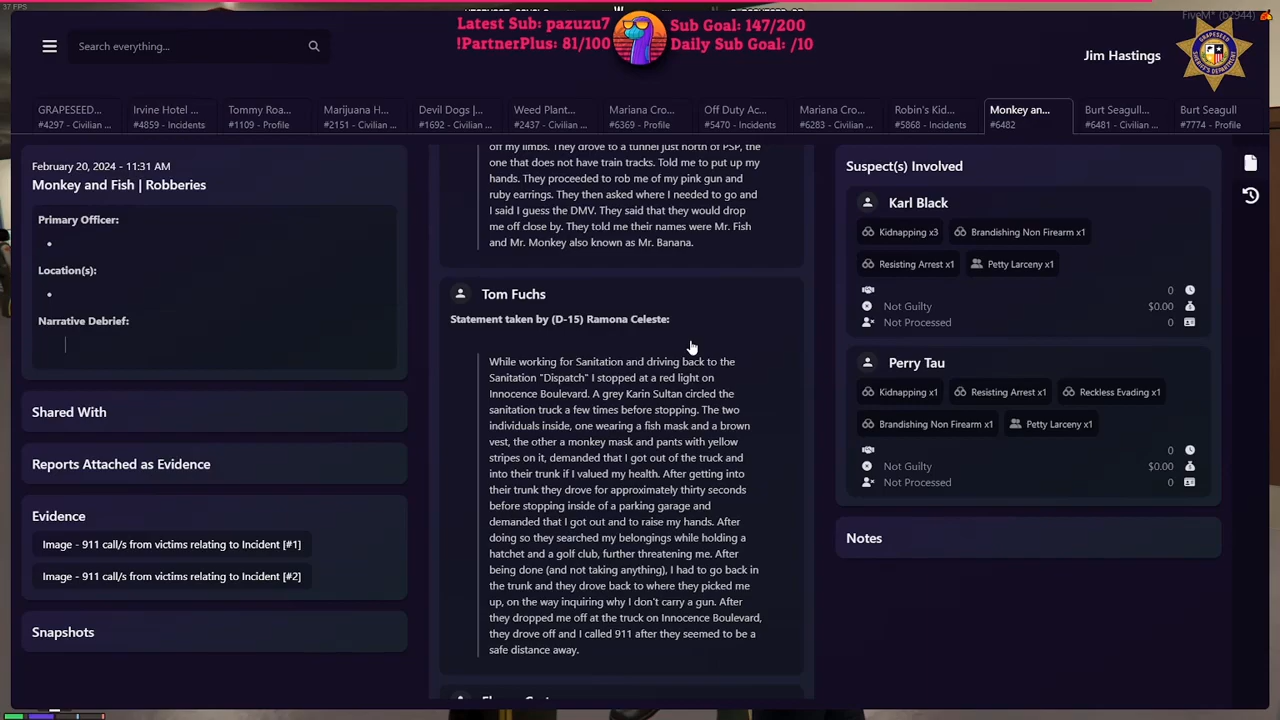 37 FPS
Latest Sub: pazuzu7
!PartnerPlus: 81/100
Sub Goal: 147/200
Daily Sub Goal: /10
FiveM* (b2944)
Search everything...
Jim Hastings
GRAPESEED
SHERIFF'S DEPARTMENT
GRAPESEED...
#4297 - Civilian ...
Irvine Hotel ...
#4859 - Incidents
Tommy Roa...
#1109 - Profile
Marijuana H...
#2151 - Civilian ...
Devil Dogs |...
#1692 - Civilian ...
Weed Plant...
#2437 - Civilian ...
Mariana Cro...
#6369 - Profile
Off Duty Ac...
#5470 - Incidents
Mariana Cro...
#6283 - Civilian ...
Robin's Kid...
#5868 - Incidents
Monkey an...
#6482
Burt Seagull...
#6481 - Civilian ...
Burt Seagull
#7774 - Profile
February 20, 2024 - 11:31 AM
Monkey and Fish | Robberies
Primary Officer:
Location(s):
Narrative Debrief:
Shared With
Reports Attached as Evidence
Evidence
Image - 911 call/s from victims relating to Incident [#1]
Image - 911 call/s from victims relating to Incident [#2]
Snapshots
off my limbs. They drove to a tunnel just north of PSP, the
one that does not have train tracks. Told me to put up my
hands. They proceeded to rob me of my pink gun and
ruby earrings. They then asked where I needed to go and
I said I guess the DMV. They said that they would drop
me off close by. They told me their names were Mr. Fish
and Mr. Monkey also known as Mr. Banana.
Tom Fuchs
Statement taken by (D-15) Ramona Celeste:
While working for Sanitation and driving back to the
Sanitation "Dispatch" I stopped at a red light on
Innocence Boulevard. A grey Karin Sultan circled the
sanitation truck a few times before stopping. The two
individuals inside, one wearing a fish mask and a brown
vest, the other a monkey mask and pants with yellow
stripes on it, demanded that I got out of the truck and
into their trunk if I valued my health. After getting into
their trunk they drove for approximately thirty seconds
before stopping inside of a parking garage and
demanded that I got out and to raise my hands. After
doing so they searched my belongings while holding a
hatchet and a golf club, further threatening me. After
being done (and not taking anything), I had to go back in
the trunk and they drove back to where they picked me
up, on the way inquiring why I don't carry a gun. After
they dropped me off at the truck on Innocence Boulevard,
they drove off and I called 911 after they seemed to be a
safe distance away.
Suspect(s) Involved
Karl Black
Kidnapping x3
Brandishing Non Firearm x1
Resisting Arrest x1
Petty Larceny x1
0
Not Guilty
$0.00
Not Processed
0
Perry Tau
Kidnapping x1
Resisting Arrest x1
Reckless Evading x1
Brandishing Non Firearm x1
Petty Larceny x1
0
Not Guilty
$0.00
Not Processed
0
Notes